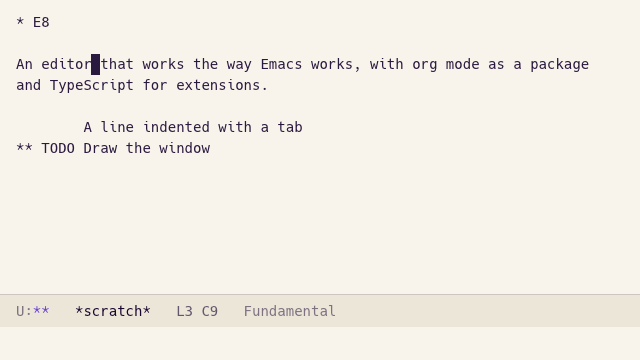 * E8
An editor that works the way Emacs works, with org mode as a package
and TypeScript for extensions.
A line indented with a tab
** TODO Draw the window
U:** *scratch* L3 C9 Fundamental